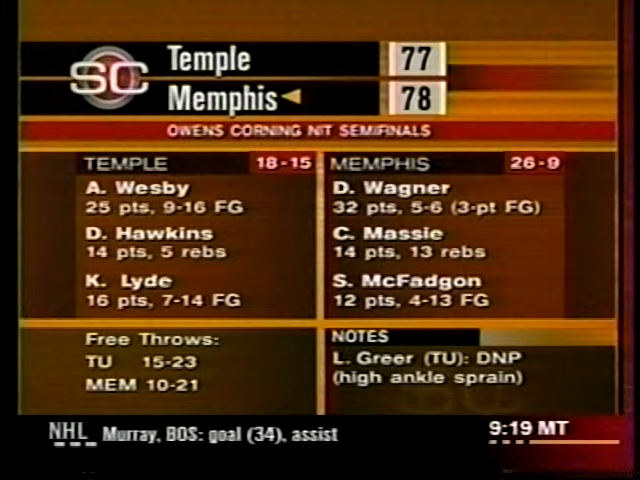 SC
Temple 77
Memphis 78
OWENS CORNING NIT SEMIFINALS
TEMPLE 18-15
A. Wesby
25 pts, 9-16 FG
D. Hawkins
14 pts, 5 rebs
K. Lyde
16 pts, 7-14 FG
MEMPHIS 26-9
D. Wagner
32 pts, 5-6 (3-pt FG)
C. Massie
14 pts, 13 rebs
S. McFadgon
12 pts, 4-13 FG
Free Throws:
TU 15-23
MEM 10-21
NOTES
L. Greer (TU): DNP
(high ankle sprain)
NHL Murray, BOS: goal (34), assist
9:19 MT